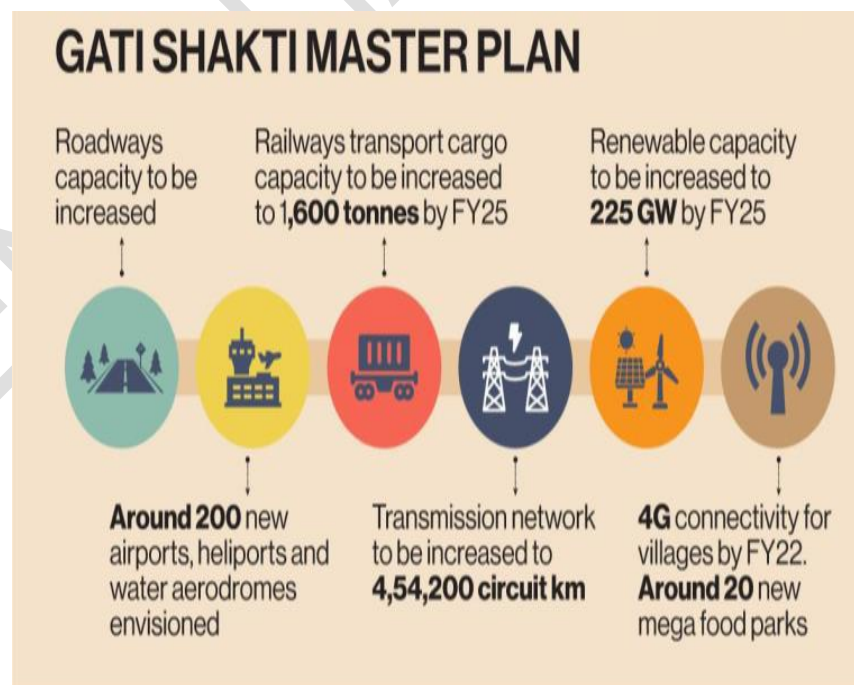 GATI SHAKTI MASTER PLAN
Roadways
capacity to be
increased
Railways transport cargo
capacity to be increased
to 1,600 tonnes by FY25
Renewable capacity
to be increased to
225 GW by FY25
Around 200 new
airports, heliports and
water aerodromes
envisioned
Transmission network
to be increased to
4,54,200 circuit km
4G connectivity for
villages by FY22.
Around 20 new
mega food parks